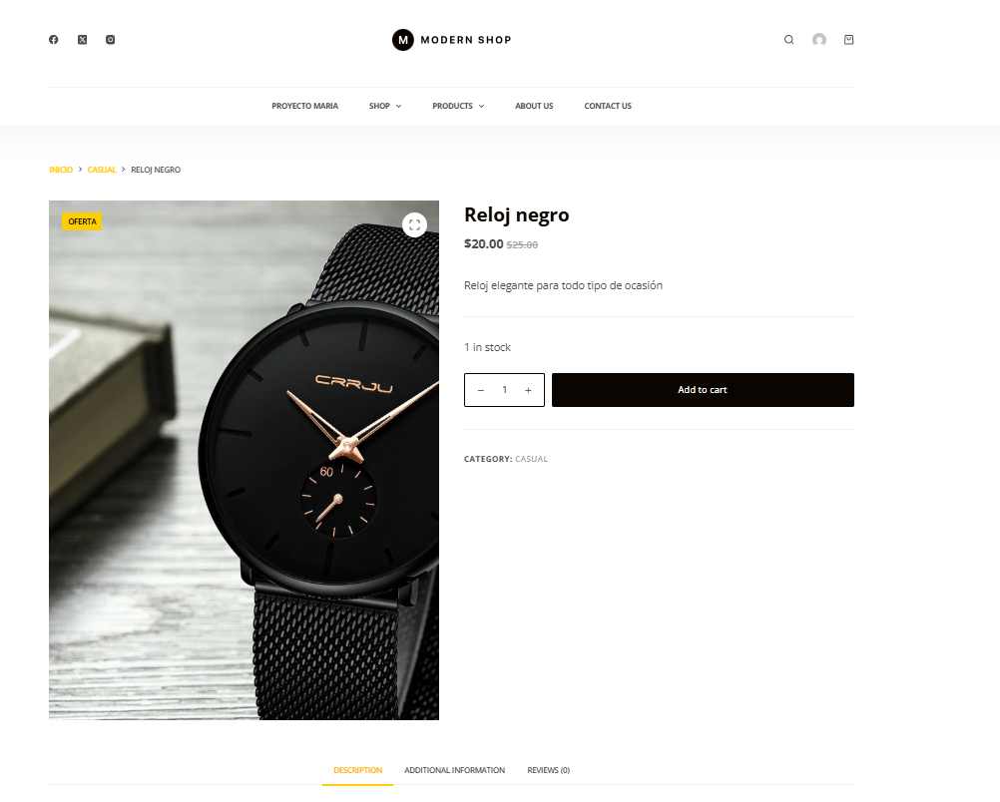 M MODERN SHOP
PROYECTO MARIA SHOP PRODUCTS ABOUT US CONTACT US
INICIO > CASUAL > RELOJ NEGRO
OFERTA
CRRJU
60
Reloj negro
$20.00 $25.00
Reloj elegante para todo tipo de ocasión
1 in stock
− 1 + Add to cart
CATEGORY: CASUAL
DESCRIPTION ADDITIONAL INFORMATION REVIEWS (0)